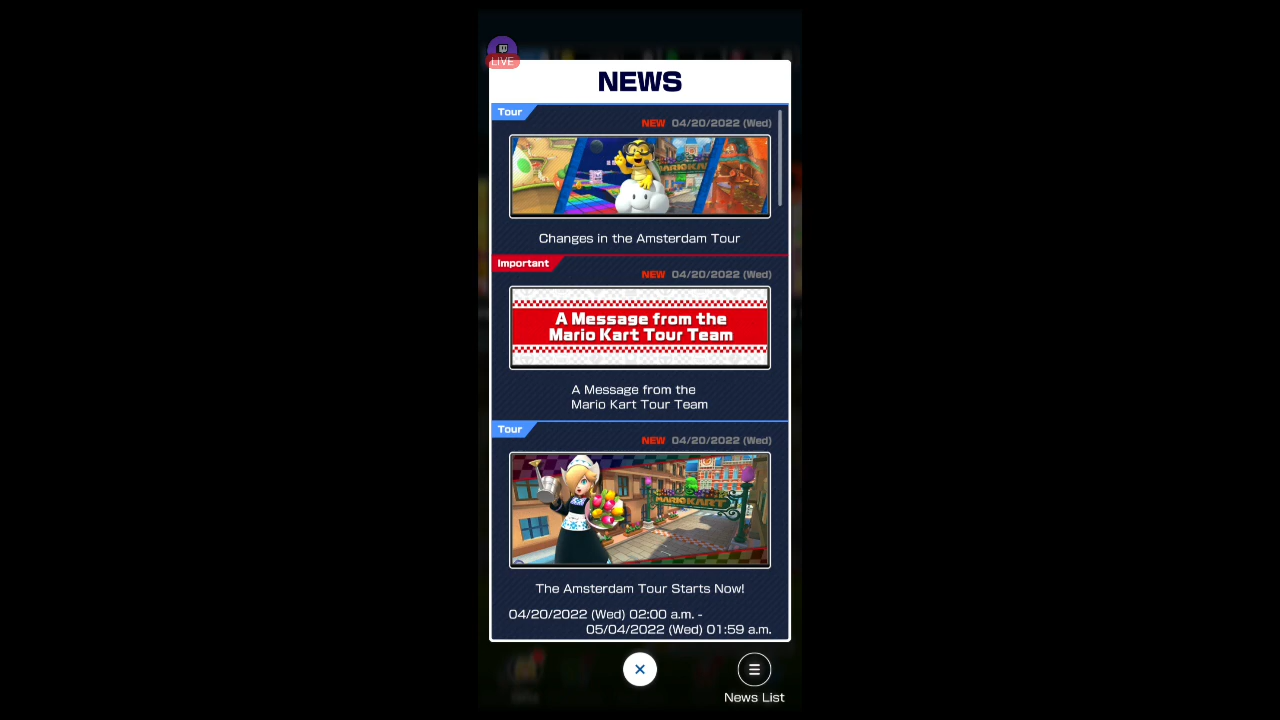 LIVE
NEWS
Tour
NEW 04/20/2022 (Wed)
MARIO KART
Changes in the Amsterdam Tour
Important
NEW 04/20/2022 (Wed)
A Message from the
Mario Kart Tour Team
A Message from the
Mario Kart Tour Team
Tour
NEW 04/20/2022 (Wed)
MARIO KART
The Amsterdam Tour Starts Now!
04/20/2022 (Wed) 02:00 a.m. -
05/04/2022 (Wed) 01:59 a.m.
News List